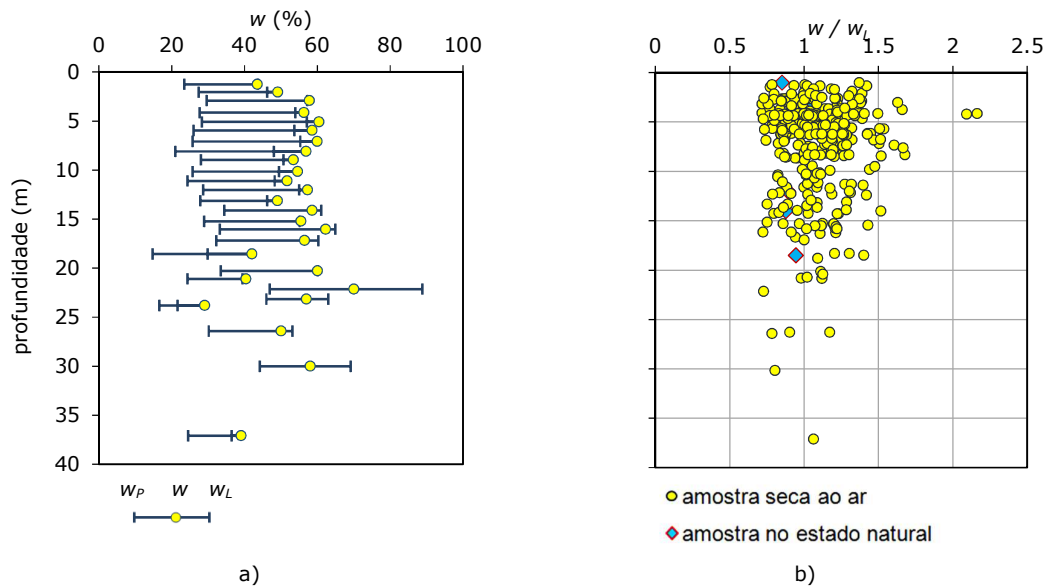 w (%)
0 20 40 60 80 100
0
5
10
15
20
25
30
35
40
profundidade (m)
wP w wL
a)
w / wL
0 0.5 1 1.5 2 2.5
amostra seca ao ar
amostra no estado natural
b)